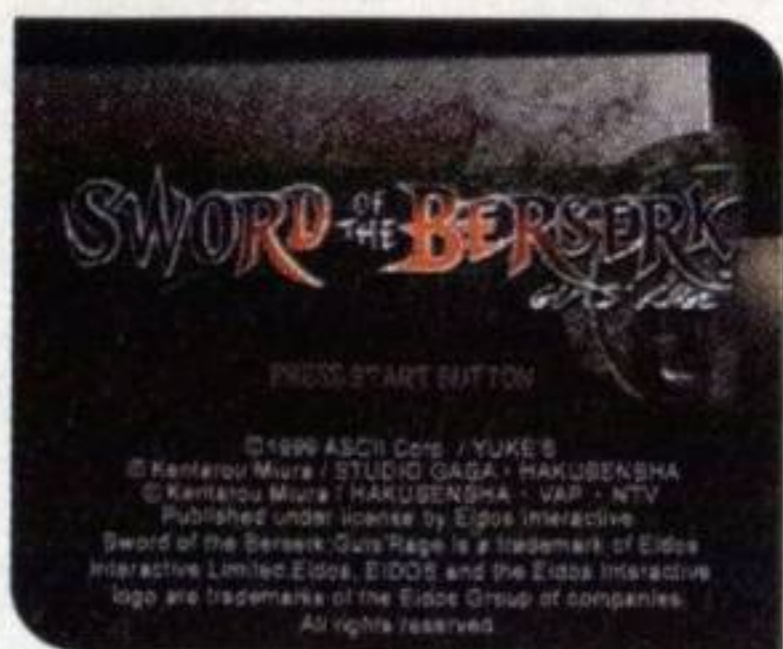 SWORD OF THE BERSERK
GUTS' RAGE
PRESS START BUTTON
©1999 ASCII Corp. / YUKE'S
© Kentarou Miura / STUDIO GAGA • HAKUSENSHA
© Kentarou Miura / HAKUSENSHA • VAP • NTV
Published under license by Eidos Interactive
Sword of the Berserk:Guts'Rage is a trademark of Eidos
Interactive Limited.Eidos, EIDOS and the Eidos Interactive
logo are trademarks of the Eidos Group of companies.
All rights reserved